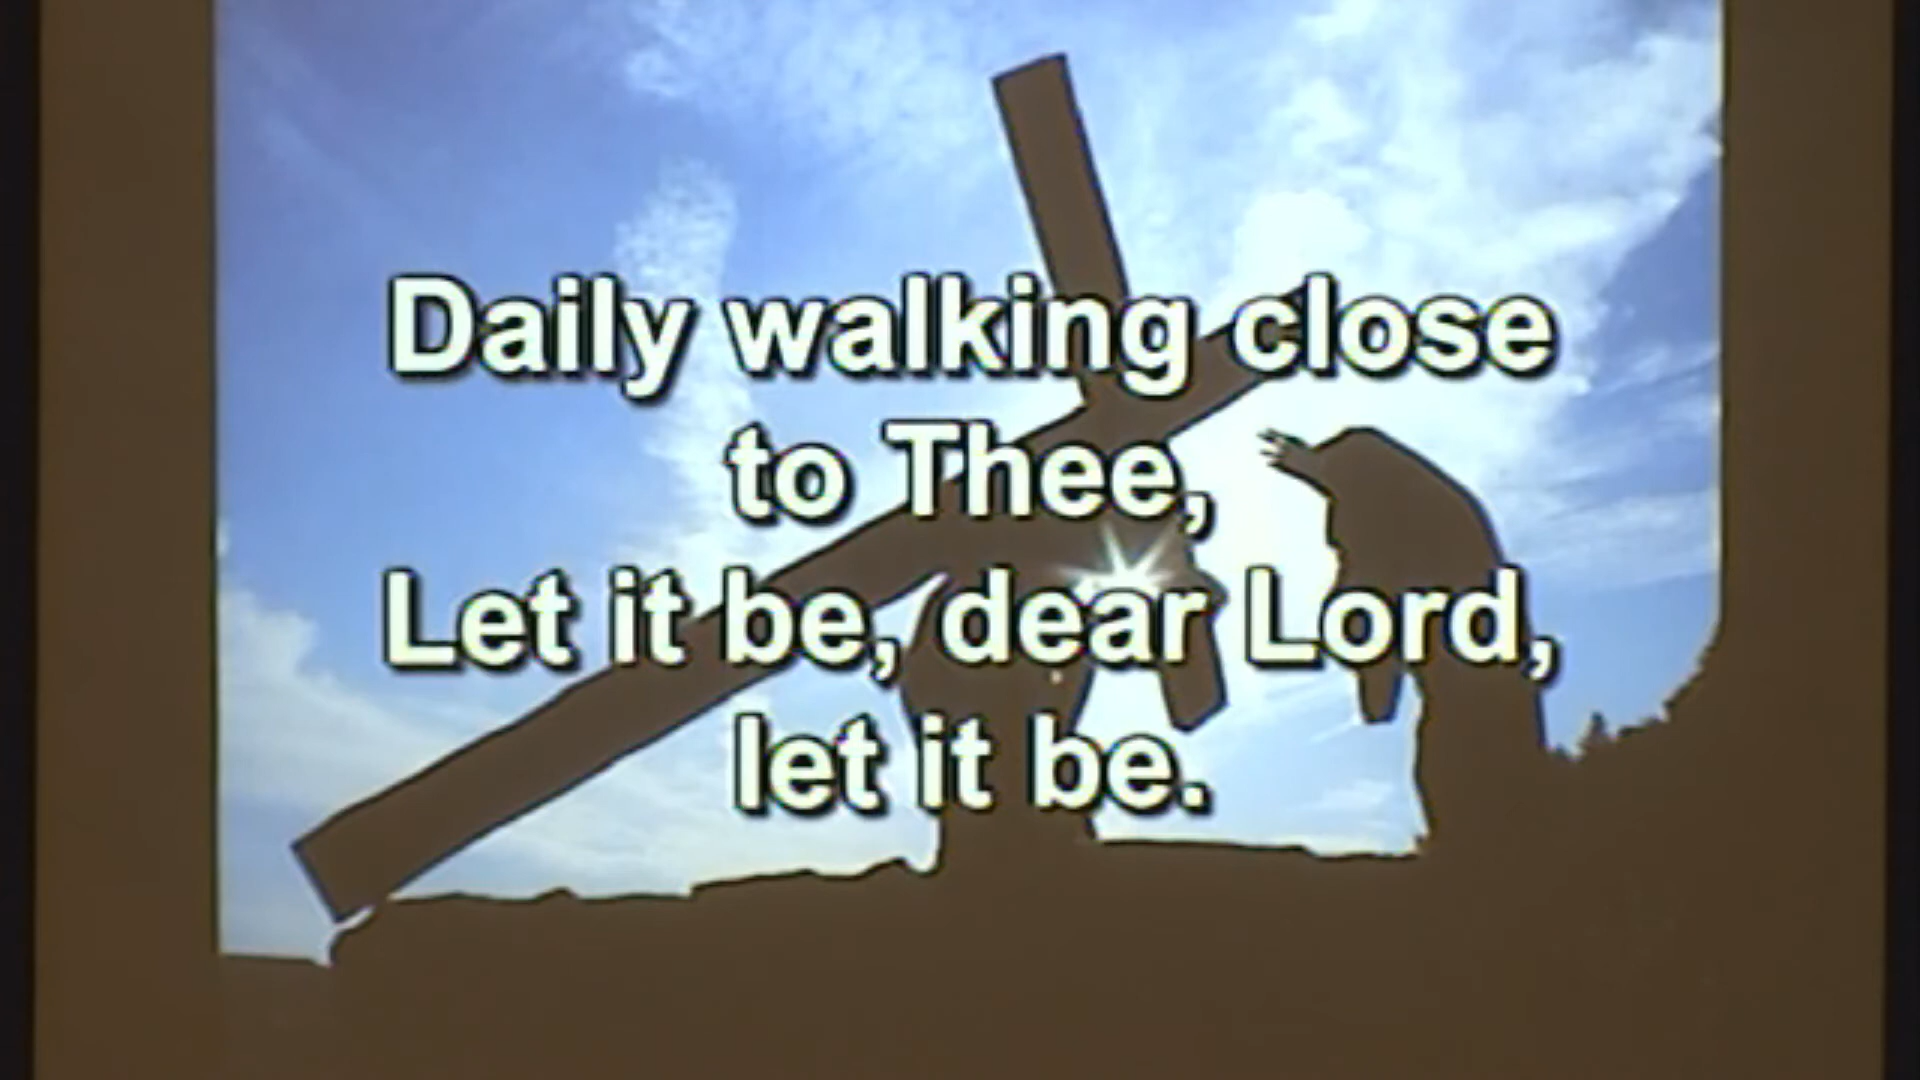 Daily walking close
to Thee,
Let it be, dear Lord,
let it be.